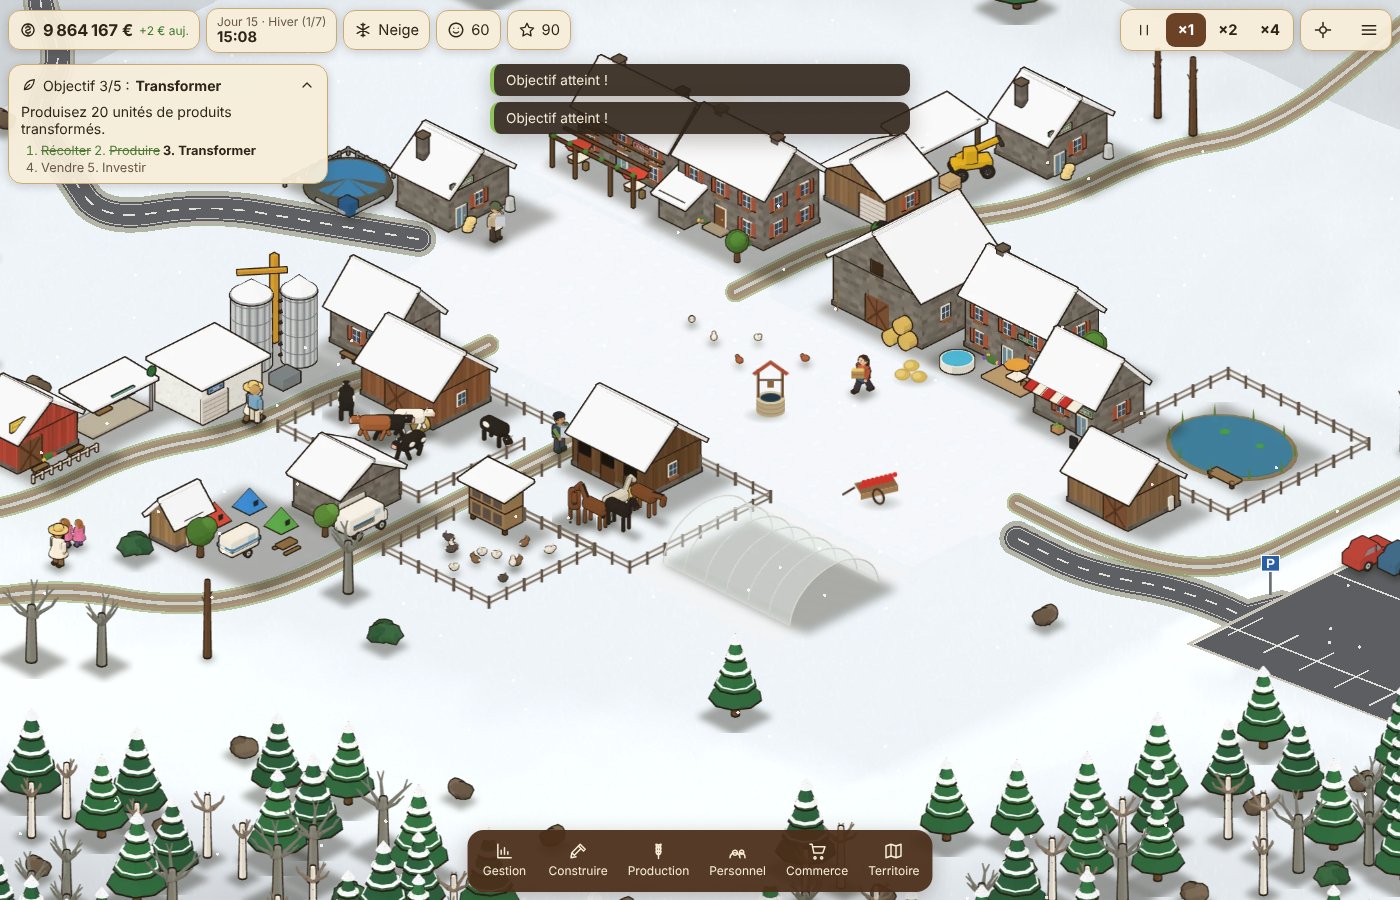 9 864 167 € +2 € auj.
Jour 15 · Hiver (1/7)
15:08
Neige
60
90
×1 ×2 ×4
Objectif 3/5 : Transformer
Produisez 20 unités de produits
transformés.
1. Récolter 2. Produire 3. Transformer
4. Vendre 5. Investir
Objectif atteint !
Objectif atteint !
P
Gestion Construire Production Personnel Commerce Territoire